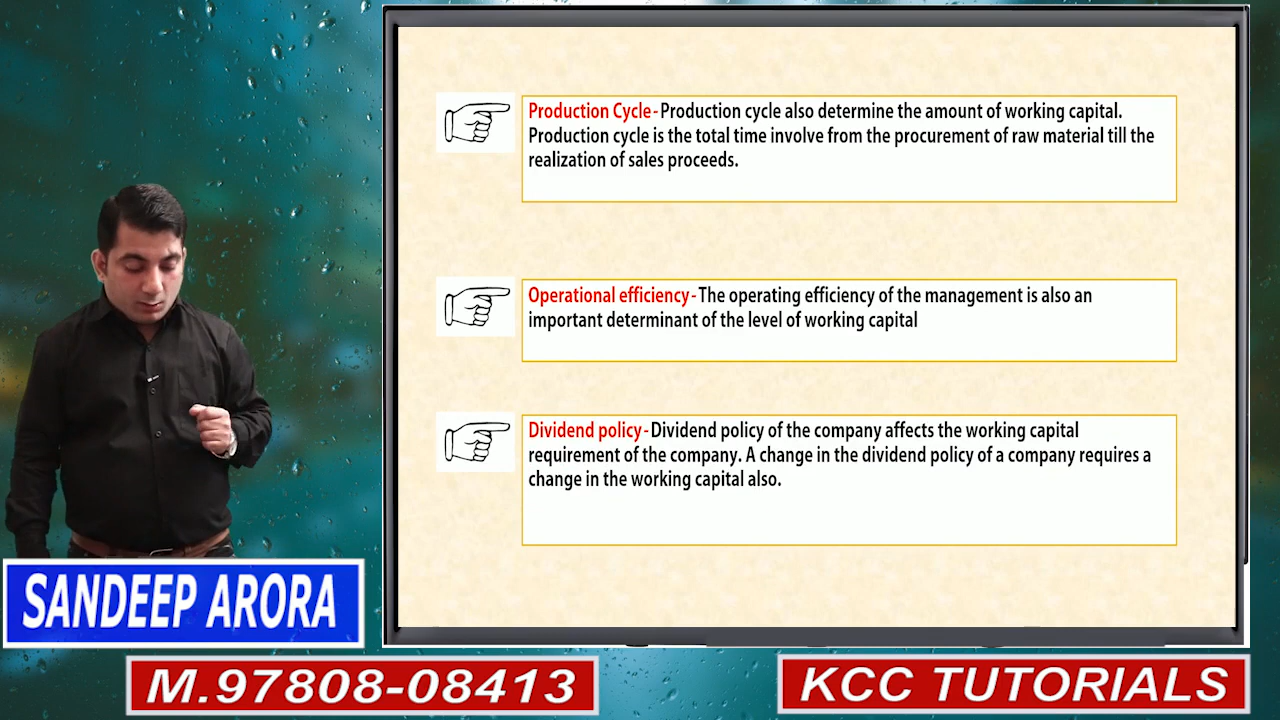 Production Cycle - Production cycle also determine the amount of working capital.
Production cycle is the total time involve from the procurement of raw material till the
realization of sales proceeds.
Operational efficiency - The operating efficiency of the management is also an
important determinant of the level of working capital
Dividend policy - Dividend policy of the company affects the working capital
requirement of the company. A change in the dividend policy of a company requires a
change in the working capital also.
SANDEEP ARORA
M.97808-08413
KCC TUTORIALS